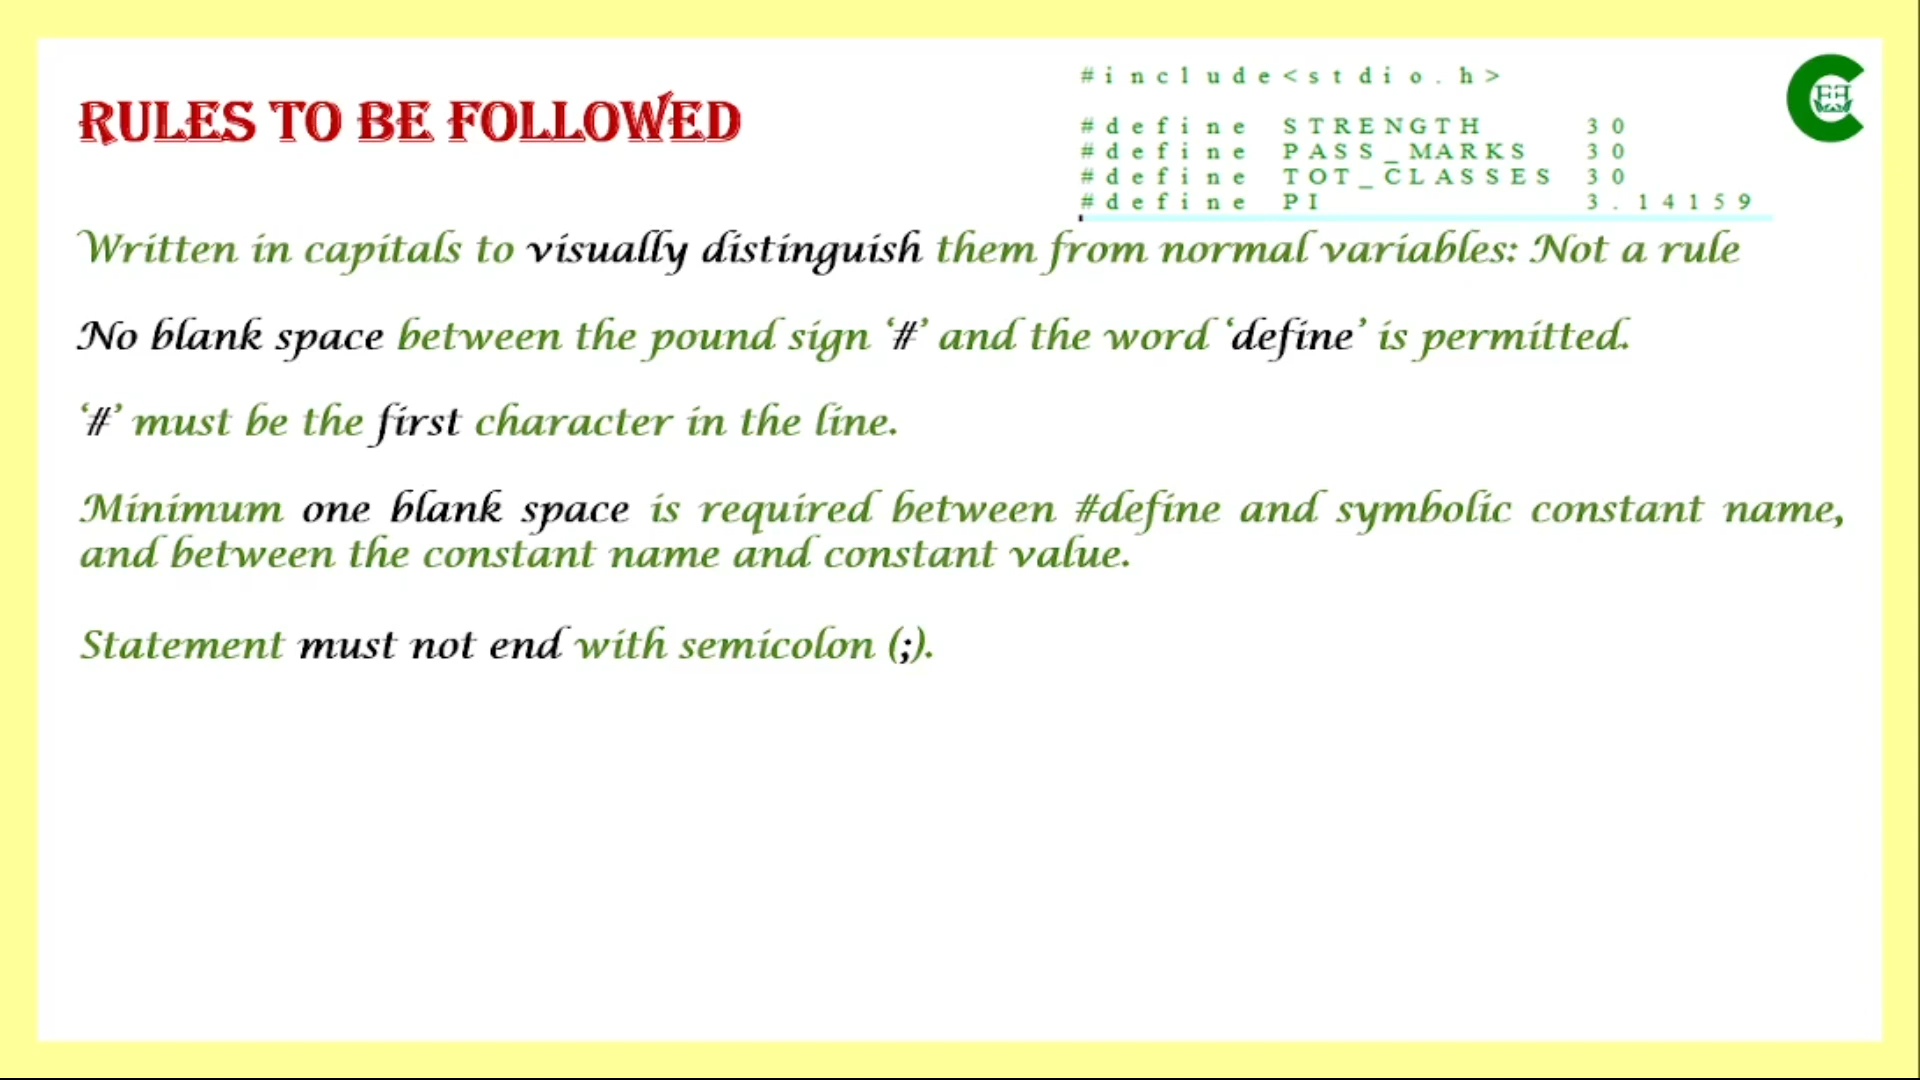 RULES TO BE FOLLOWED
#include<stdio.h>
#define STRENGTH 30
#define PASS_MARKS 30
#define TOT_CLASSES 30
#define PI 3.14159
Written in capitals to visually distinguish them from normal variables: Not a rule
No blank space between the pound sign ‘#’ and the word ‘define’ is permitted.
‘#’ must be the first character in the line.
Minimum one blank space is required between #define and symbolic constant name,
and between the constant name and constant value.
Statement must not end with semicolon (;).